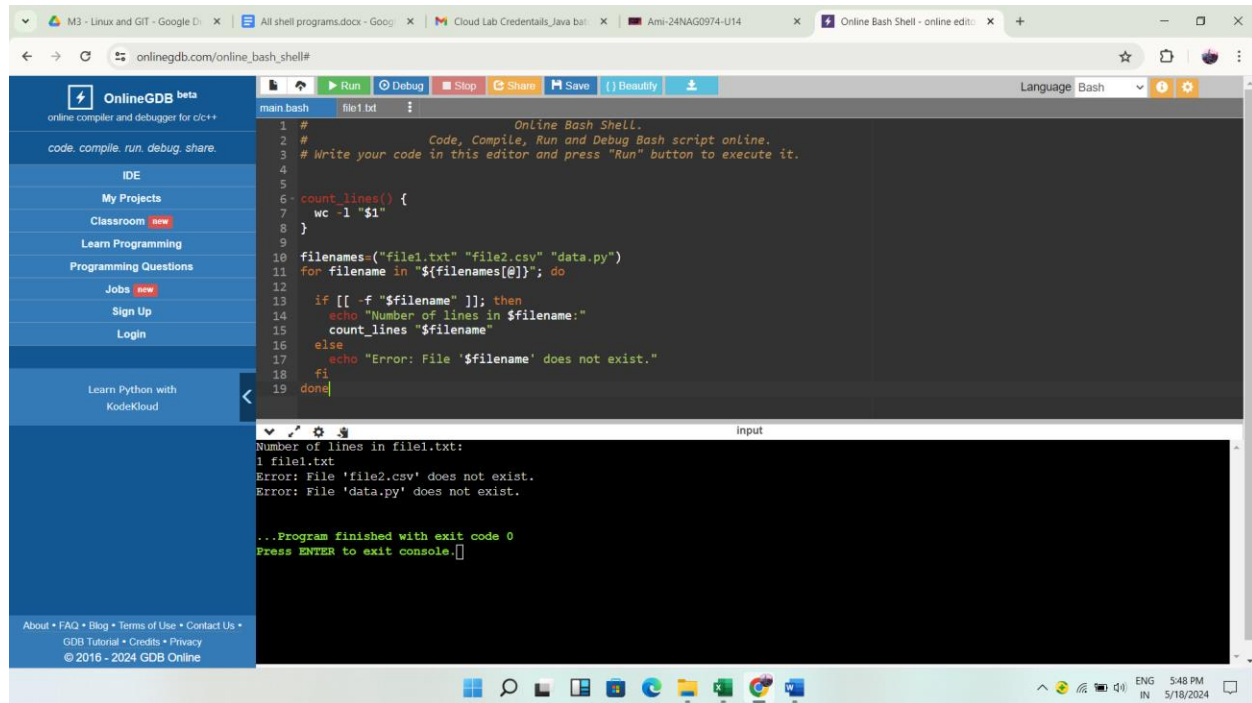 M3 - Linux and GIT - Google Dr
All shell programs.docx - Goog
Cloud Lab Credentails_Java bat
Ami-24NAG0974-U14
Online Bash Shell - online edito
onlinegdb.com/online_bash_shell#
OnlineGDB beta
online compiler and debugger for c/c++
code. compile. run. debug. share.
IDE
My Projects
Classroom new
Learn Programming
Programming Questions
Jobs new
Sign Up
Login
Learn Python with
KodeKloud
About • FAQ • Blog • Terms of Use • Contact Us •
GDB Tutorial • Credits • Privacy
© 2016 - 2024 GDB Online
Run Debug Stop Share Save {} Beautify
Language Bash
main.bash file1.txt
1 # Online Bash Shell.
2 # Code, Compile, Run and Debug Bash script online.
3 # Write your code in this editor and press "Run" button to execute it.
4
5
6 count_lines() {
7 wc -l "$1"
8 }
9
10 filenames=("file1.txt" "file2.csv" "data.py")
11 for filename in "${filenames[@]}"; do
12
13 if [[ -f "$filename" ]]; then
14 echo "Number of lines in $filename:"
15 count_lines "$filename"
16 else
17 echo "Error: File '$filename' does not exist."
18 fi
19 done
input
Number of lines in file1.txt:
1 file1.txt
Error: File 'file2.csv' does not exist.
Error: File 'data.py' does not exist.
...Program finished with exit code 0
Press ENTER to exit console.
ENG 5:48 PM
IN 5/18/2024